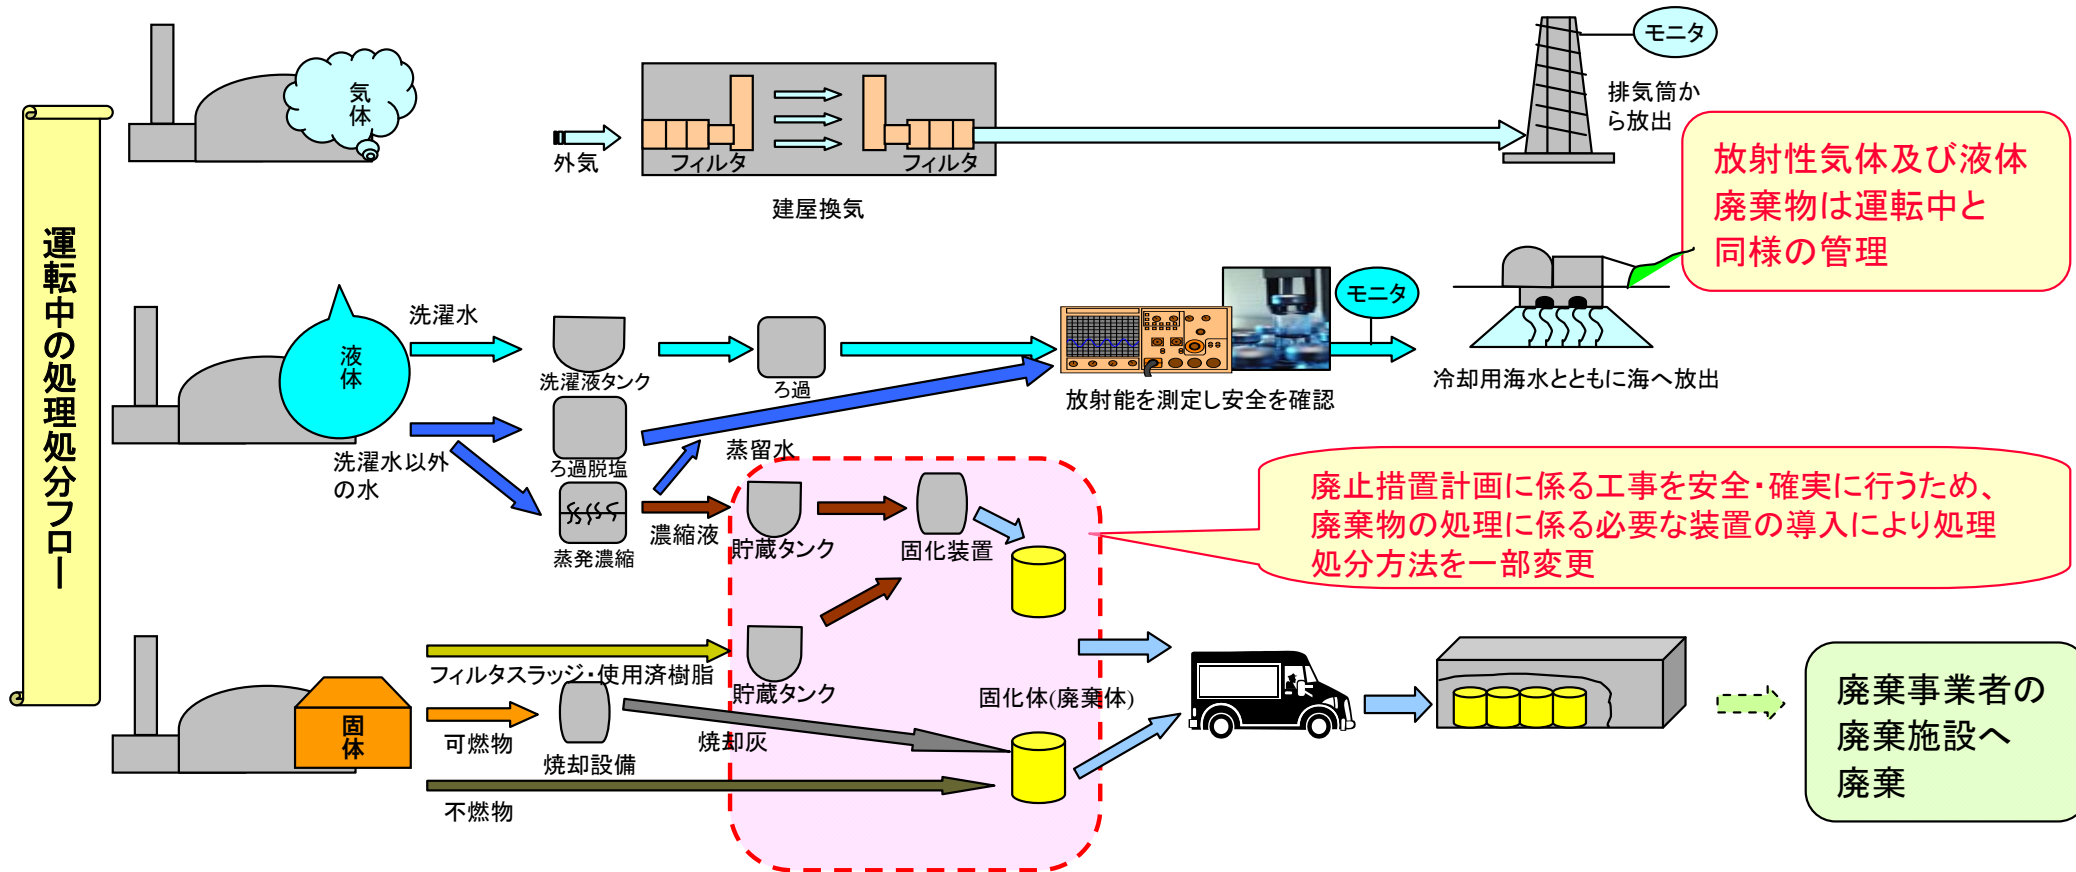 運転中の処理処分フロー
気
体
外気
フィルタ
フィルタ
建屋換気
モニタ
排気筒か
ら放出
放射性気体及び液体
廃棄物は運転中と
同様の管理
液
体
洗濯水
洗濯液タンク
ろ過
放射能を測定し安全を確認
モニタ
冷却用海水とともに海へ放出
洗濯水以外
の水
ろ過脱塩
蒸留水
蒸発濃縮
濃縮液
貯蔵タンク
固化装置
廃止措置計画に係る工事を安全・確実に行うため、
廃棄物の処理に係る必要な装置の導入により処理
処分方法を一部変更
固
体
フィルタスラッジ・使用済樹脂
貯蔵タンク
固化体(廃棄体)
可燃物
焼却設備
焼却灰
不燃物
廃棄事業者の
廃棄施設へ
廃棄